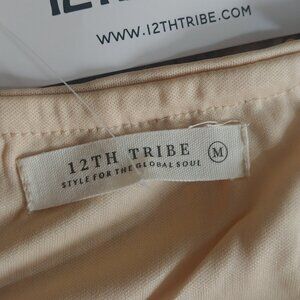 WWW.12THTRIBE.COM
12TH TRIBE
STYLE FOR THE GLOBAL SOUL
M